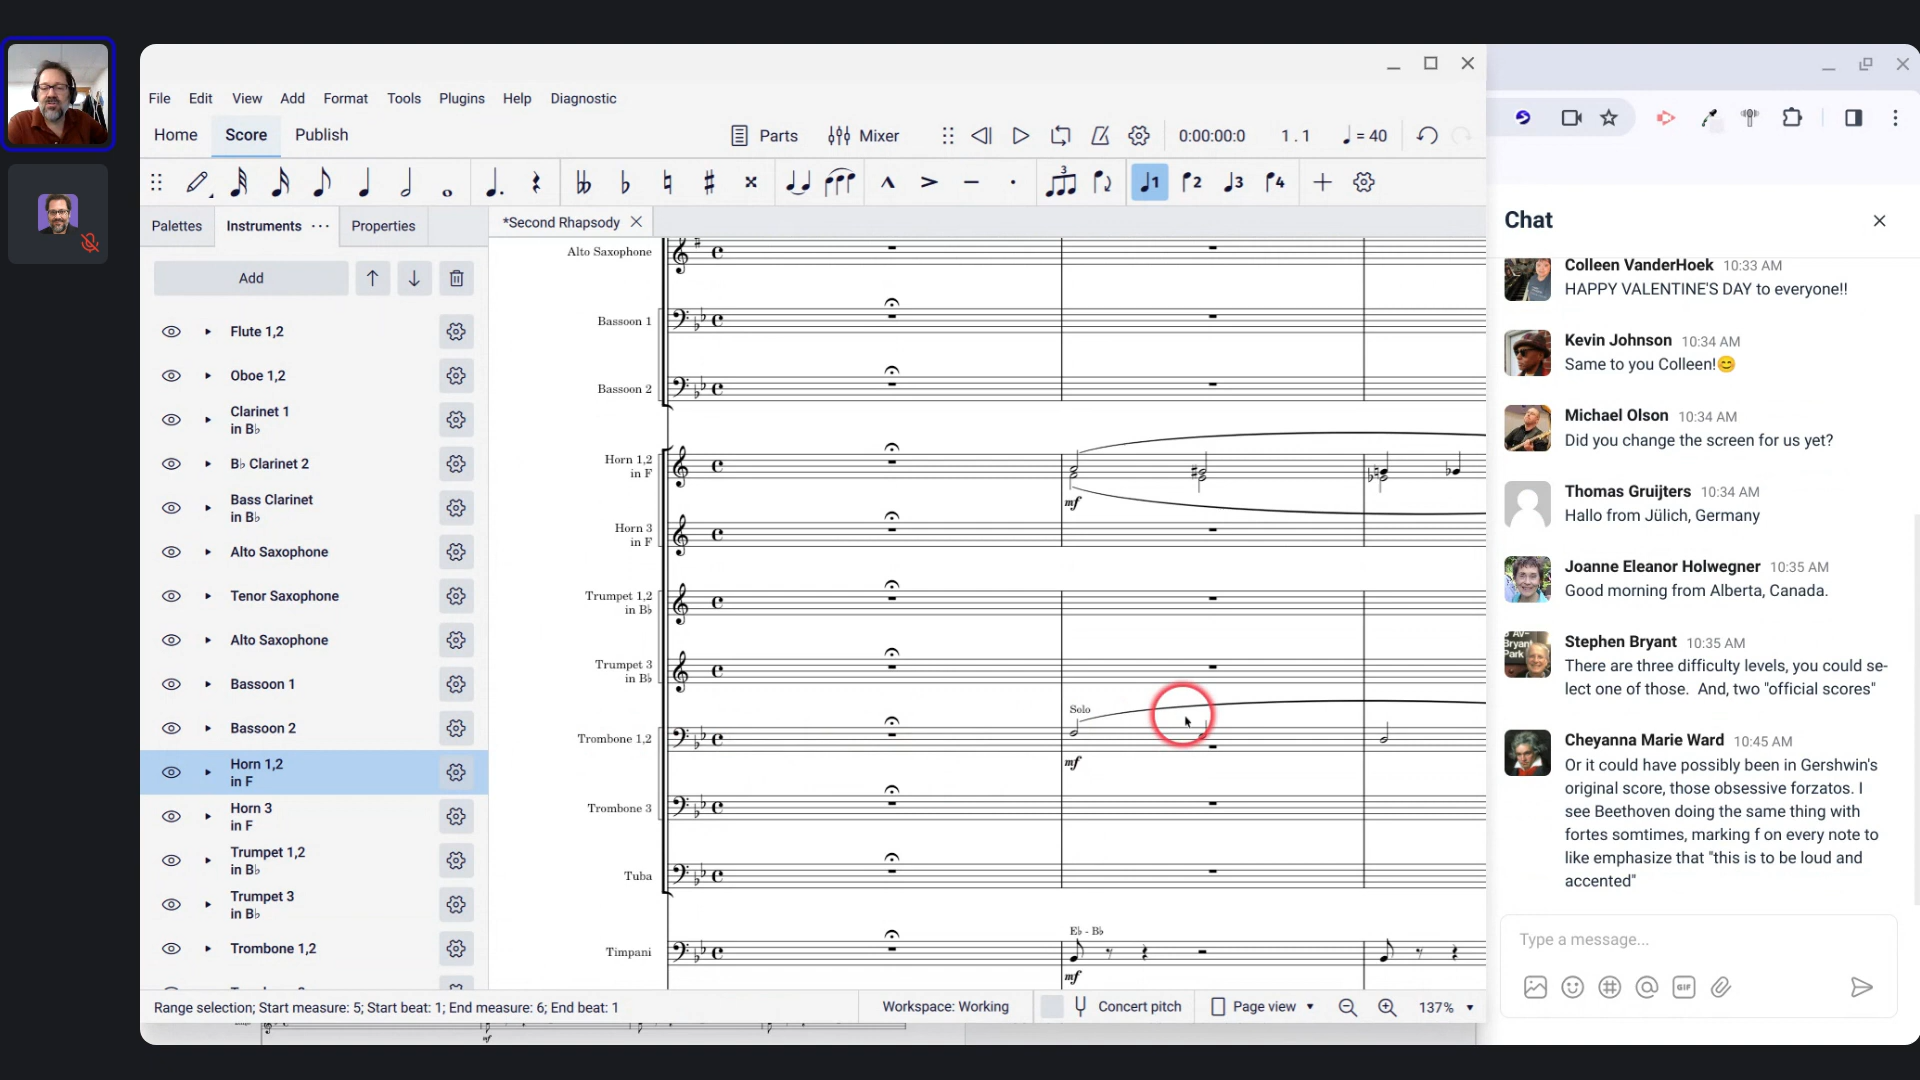 File Edit View Add Format Tools Plugins Help Diagnostic
Home Score Publish
Parts Mixer 0:00:00:0 1 . 1 = 40
3
1 2 3 4
Palettes Instruments ··· Properties
*Second Rhapsody
Add
Flute 1,2
Oboe 1,2
Clarinet 1
in B♭
B♭ Clarinet 2
Bass Clarinet
in B♭
Alto Saxophone
Tenor Saxophone
Alto Saxophone
Bassoon 1
Bassoon 2
Horn 1,2
in F
Horn 3
in F
Trumpet 1,2
in B♭
Trumpet 3
in B♭
Trombone 1,2
Alto Saxophone
Bassoon 1
Bassoon 2
Horn 1,2
in F
mf
Horn 3
in F
Trumpet 1,2
in B♭
Trumpet 3
in B♭
Solo
Trombone 1,2
mf
Trombone 3
Tuba
E♭ - B♭
Timpani
mf
Range selection; Start measure: 5; Start beat: 1; End measure: 6; End beat: 1
Workspace: Working
Concert pitch
Page view
137%
Chat
Colleen VanderHoek 10:33 AM
HAPPY VALENTINE'S DAY to everyone!!
Kevin Johnson 10:34 AM
Same to you Colleen!😊
Michael Olson 10:34 AM
Did you change the screen for us yet?
Thomas Gruijters 10:34 AM
Hallo from Jülich, Germany
Joanne Eleanor Holwegner 10:35 AM
Good morning from Alberta, Canada.
Stephen Bryant 10:35 AM
There are three difficulty levels, you could se-
lect one of those. And, two "official scores"
Cheyanna Marie Ward 10:45 AM
Or it could have possibly been in Gershwin's
original score, those obsessive forzatos. I
see Beethoven doing the same thing with
fortes somtimes, marking f on every note to
like emphasize that "this is to be loud and
accented"
Type a message...
GIF